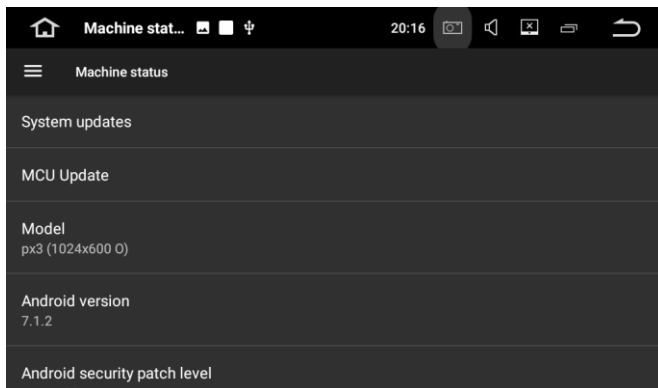 Machine stat... 20:16
Machine status
System updates
MCU Update
Model
px3 (1024x600 O)
Android version
7.1.2
Android security patch level